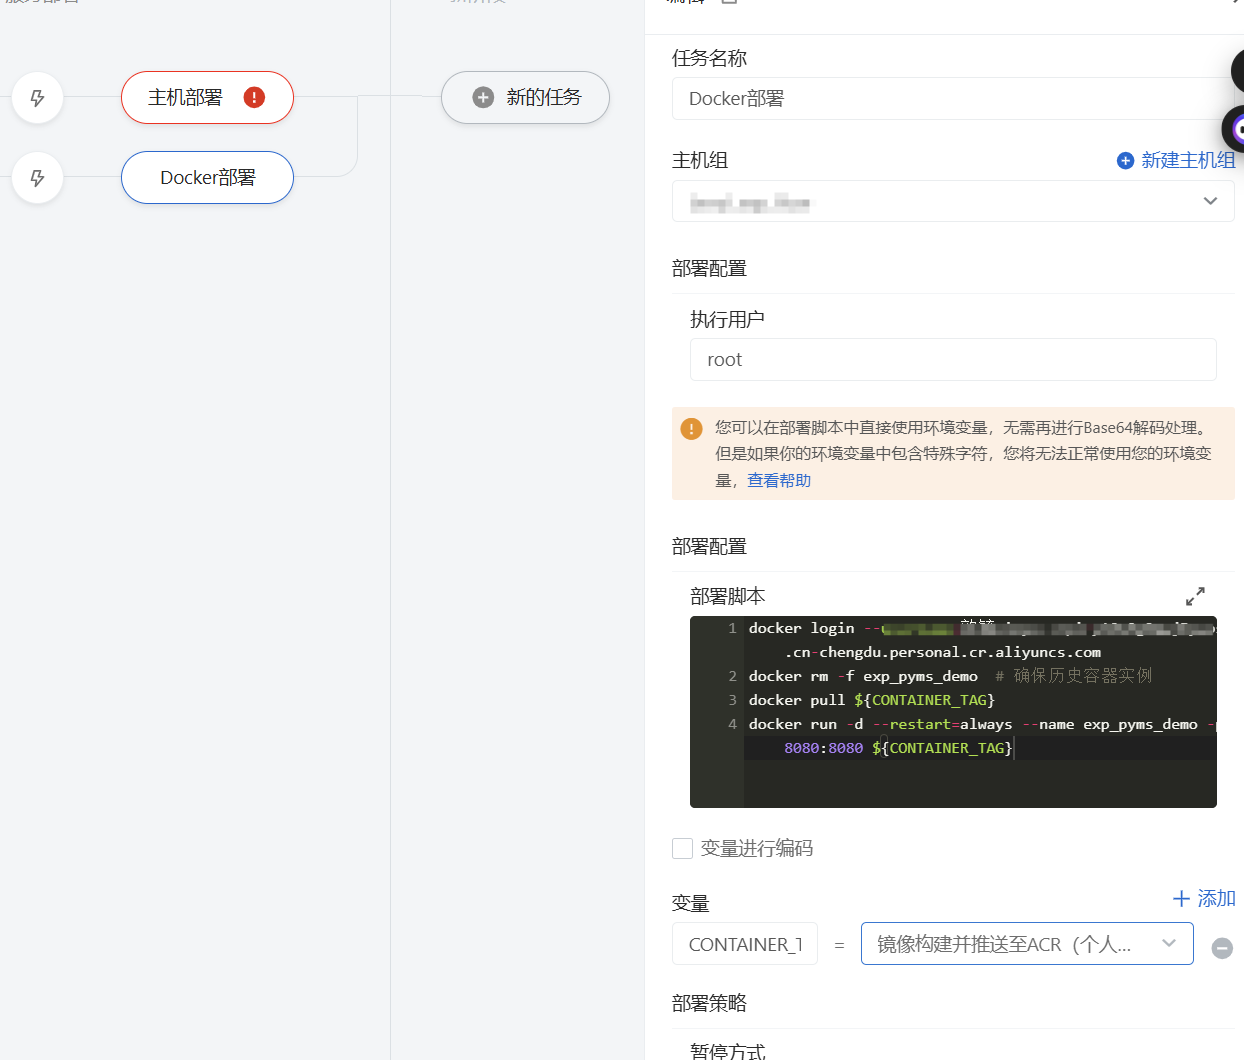 主机部署
新的任务
Docker部署
任务名称
Docker部署
主机组
新建主机组
部署配置
执行用户
root
您可以在部署脚本中直接使用环境变量，无需再进行Base64解码处理。
但是如果你的环境变量中包含特殊字符，您将无法正常使用您的环境变
量，查看帮助
部署配置
部署脚本
1 docker login --
.cn-chengdu.personal.cr.aliyuncs.com
2 docker rm -f exp_pyms_demo # 确保历史容器实例
3 docker pull ${CONTAINER_TAG}
4 docker run -d --restart=always --name exp_pyms_demo -p
8080:8080 ${CONTAINER_TAG}
变量进行编码
变量
添加
CONTAINER_T = 镜像构建并推送至ACR（个人...
部署策略
暂停方式